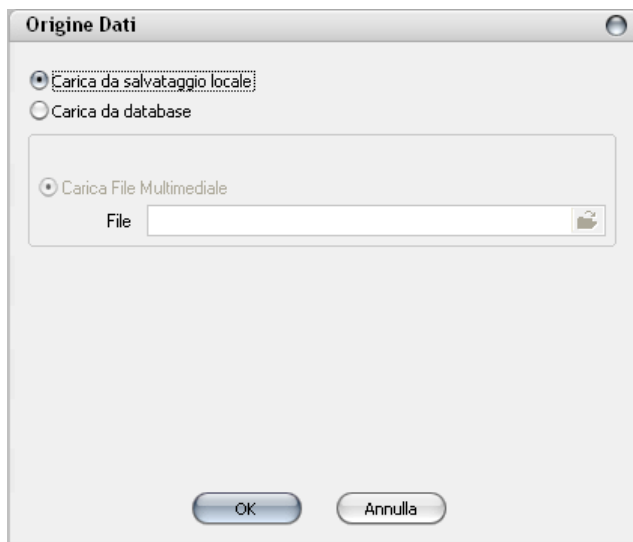 Origine Dati
Carica da salvataggio locale
Carica da database
Carica File Multimediale
File
OK
Annulla